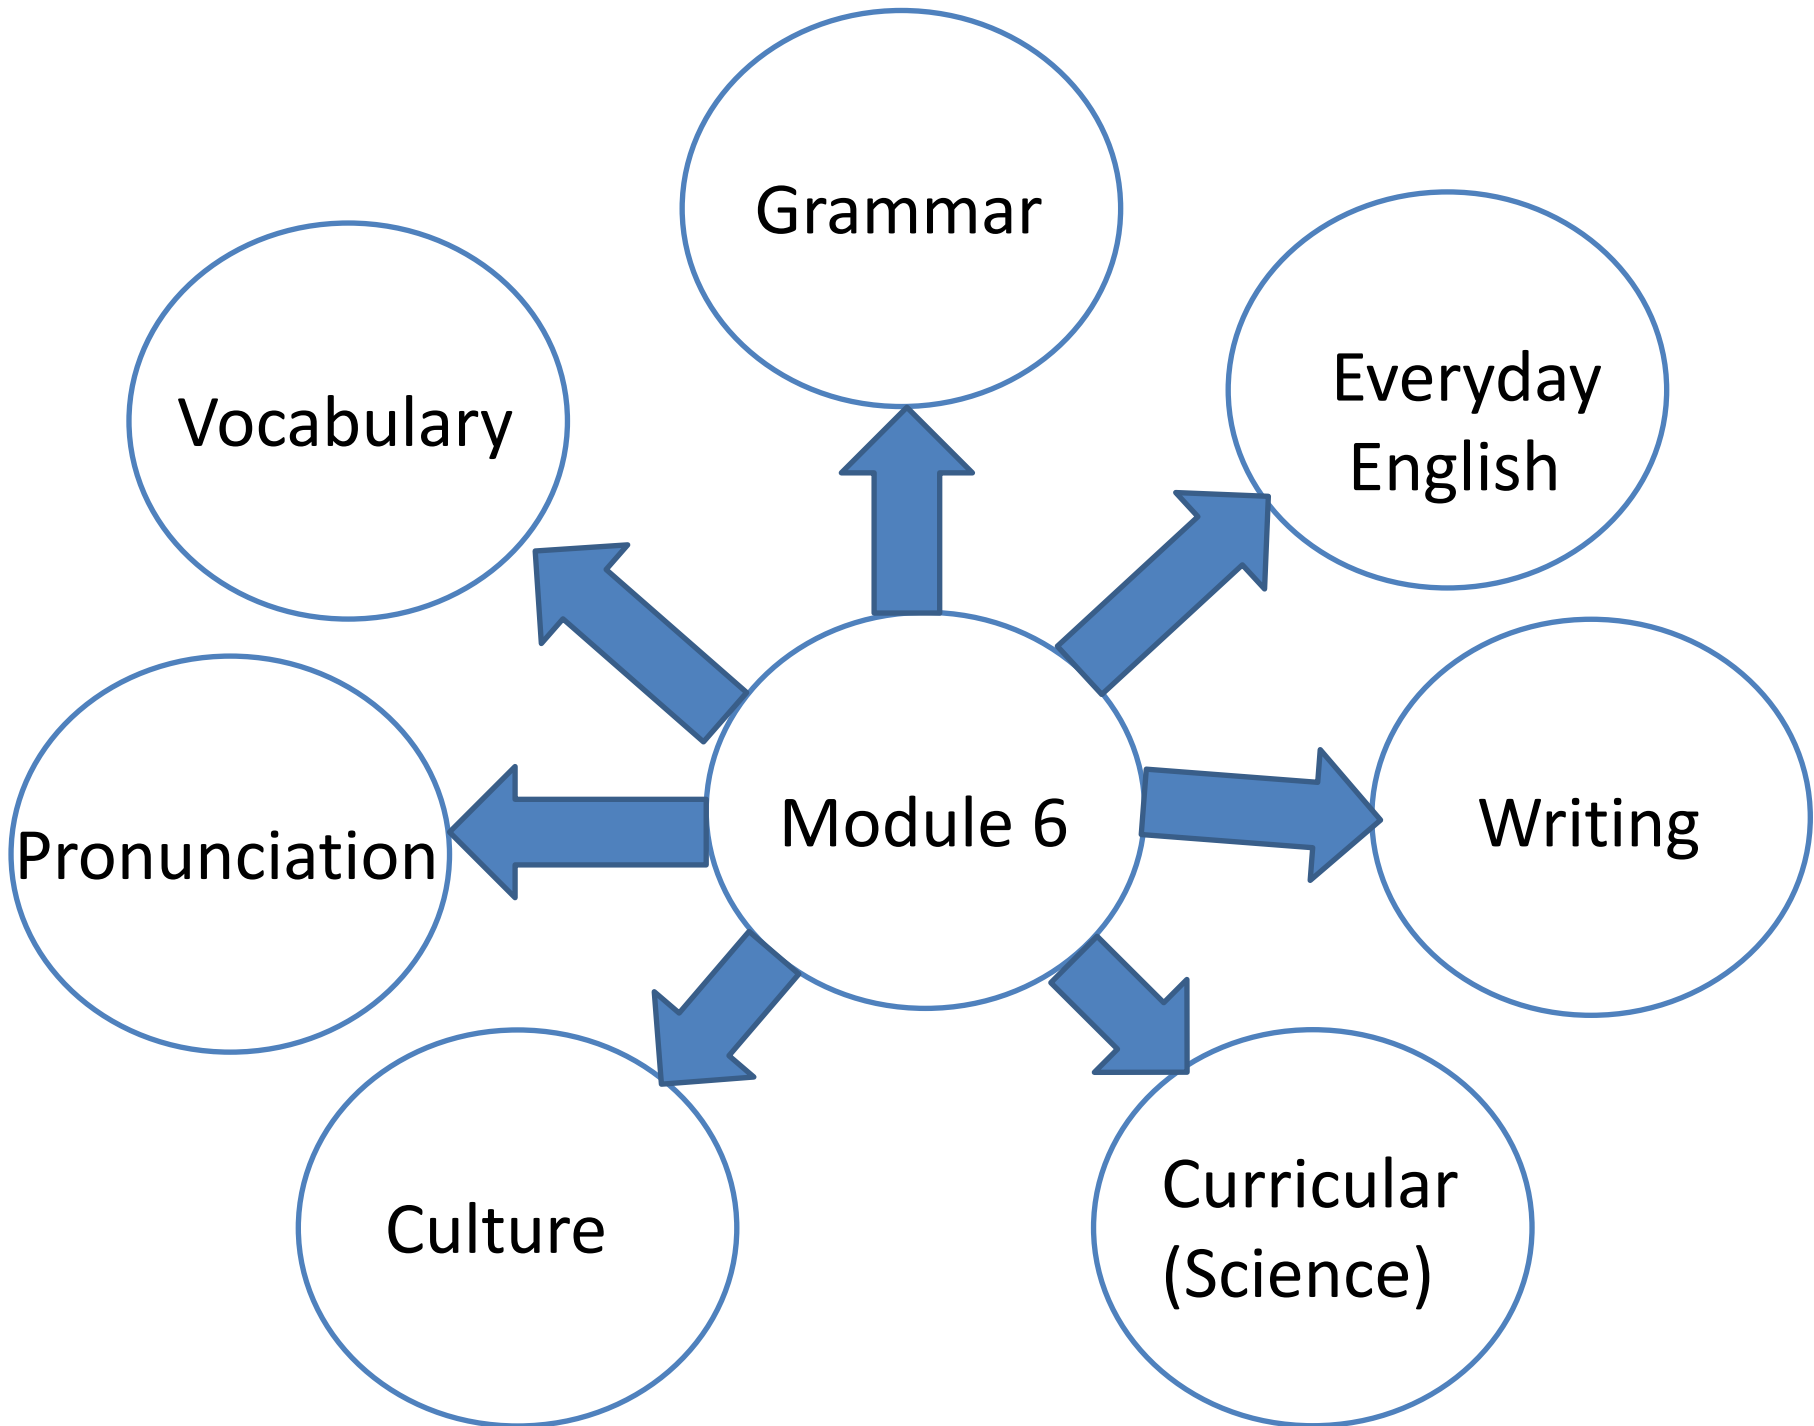 Grammar
Everyday
English
Vocabulary
Module 6
Writing
Pronunciation
Culture
Curricular
(Science)